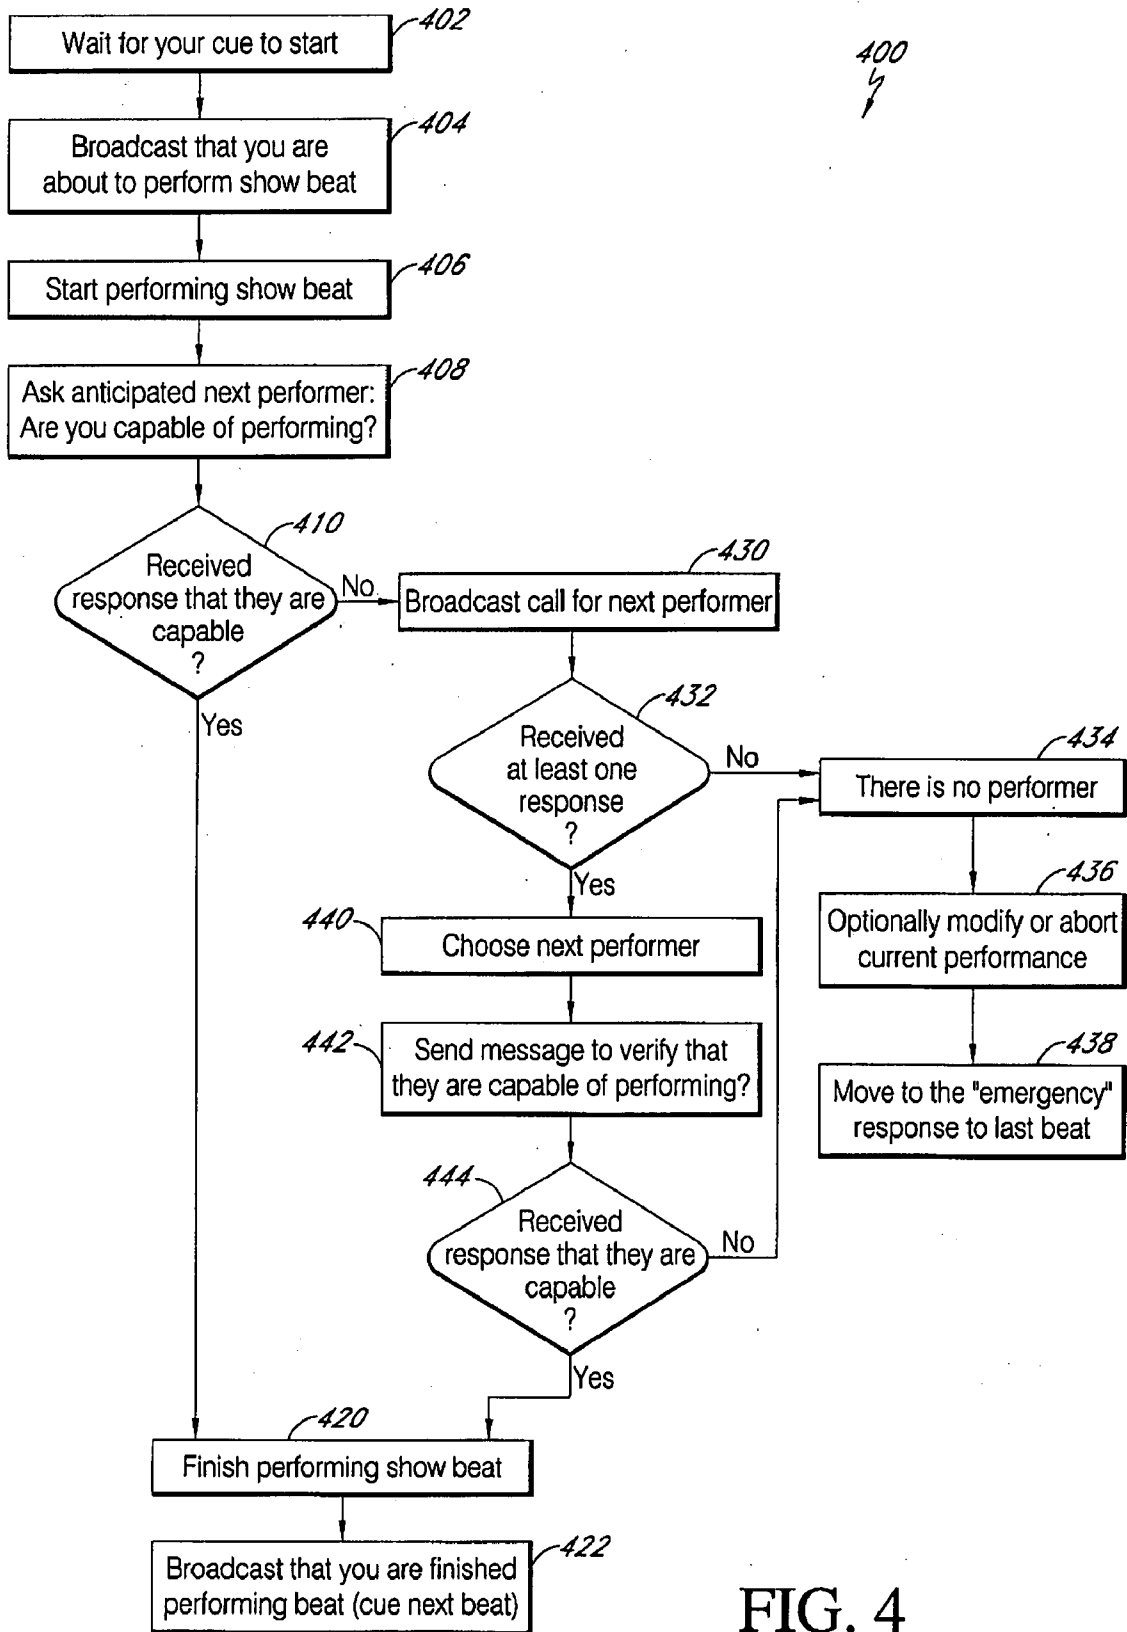 402
Wait for your cue to start
400
404
Broadcast that you are
about to perform show beat
406
Start performing show beat
408
Ask anticipated next performer:
Are you capable of performing?
410
Received
response that they are
capable
?
No
Yes
430
Broadcast call for next performer
432
Received
at least one
response
?
No
Yes
434
There is no performer
436
Optionally modify or abort
current performance
438
Move to the "emergency"
response to last beat
440
Choose next performer
442
Send message to verify that
they are capable of performing?
444
Received
response that they are
capable
?
No
Yes
420
Finish performing show beat
422
Broadcast that you are finished
performing beat (cue next beat)
FIG. 4